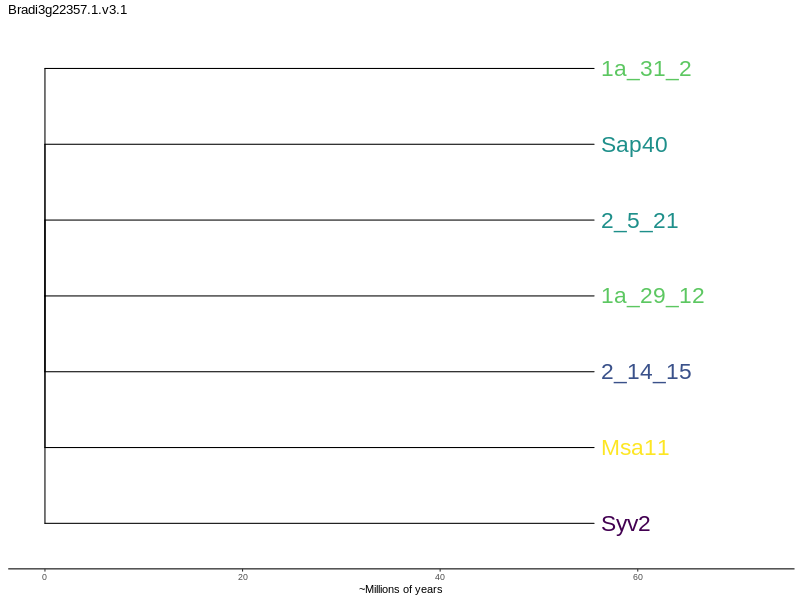 Bradi3g22357.1.v3.1
1a_31_2
Sap40
2_5_21
1a_29_12
2_14_15
Msa11
Syv2
0 20 40 60
~Millions of years